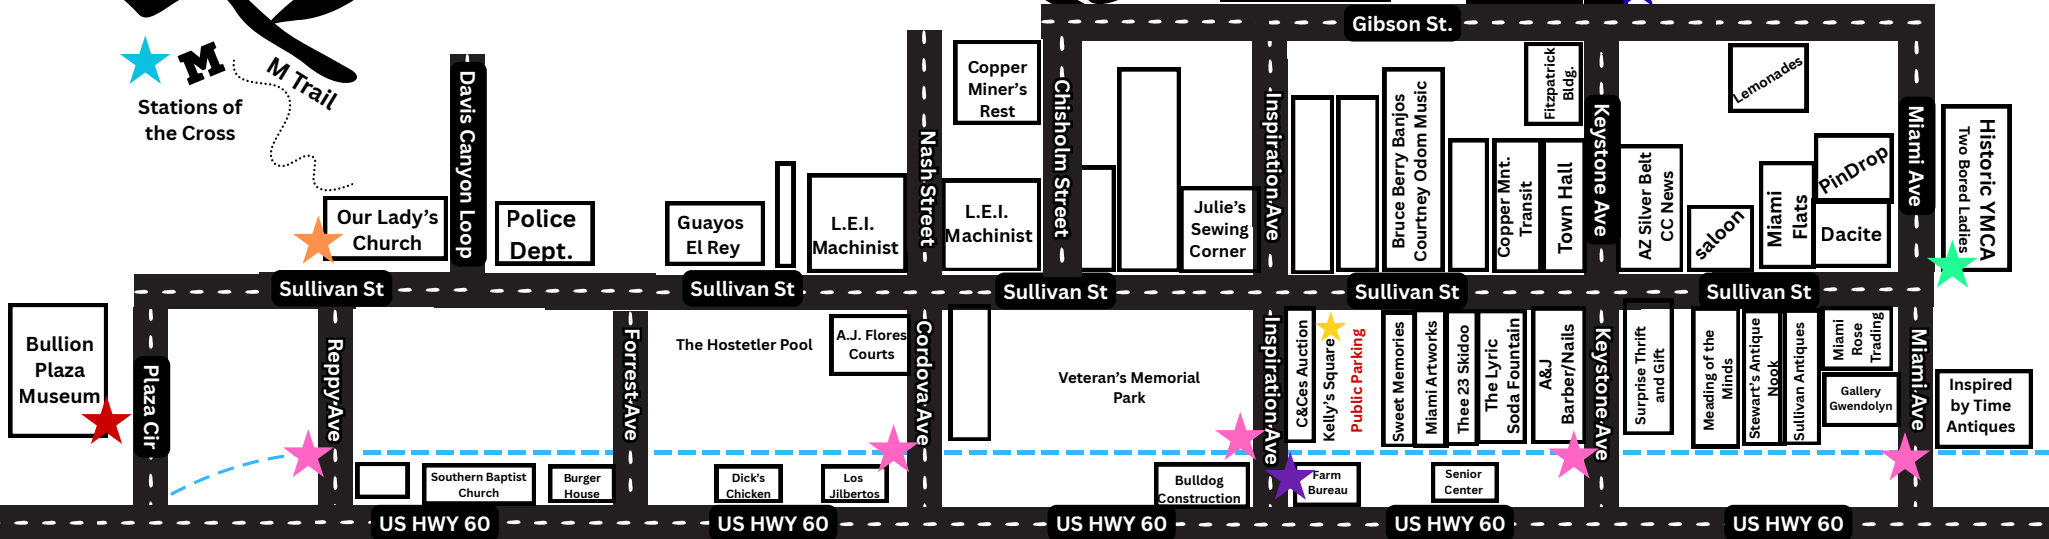 Gibson St.
M
M Trail
Stations of
the Cross
Davis Canyon Loop
Nash Street
Copper
Miner's
Rest
Chisholm Street
Inspiration Ave
Bruce Berry Banjos
Courtney Odom Music
Fitzpatrick
Bldg.
Keystone Ave
Lemonades
Miami Ave
Historic YMCA
Two Bored Ladies
Our Lady's
Church
Police
Dept.
Guayos
El Rey
L.E.I.
Machinist
L.E.I.
Machinist
Julie's
Sewing
Corner
Copper Mnt.
Transit
Town Hall
AZ Silver Belt
CC News
saloon
Miami
Flats
PinDrop
Dacite
Sullivan St
Sullivan St
Sullivan St
Sullivan St
Sullivan St
Bullion
Plaza
Museum
Plaza Cir
Reppy Ave
Forrest Ave
The Hostetler Pool
A.J. Flores
Courts
Cordova Ave
Veteran's Memorial
Park
Inspiration Ave
C&Ces Auction
Kelly's Square
Public Parking
Sweet Memories
Miami Artworks
Thee 23 Skidoo
The Lyric
Soda Fountain
A&J
Barber/Nails
Keystone Ave
Surprise Thrift
and Gift
Meading of the
Minds
Stewart's Antique
Nook
Sullivan Antiques
Miami
Rose
Trading
Gallery
Gwendolyn
Miami Ave
Inspired
by Time
Antiques
Southern Baptist
Church
Burger
House
Dick's
Chicken
Los
Jilbertos
Bulldog
Construction
Farm
Bureau
Senior
Center
US HWY 60
US HWY 60
US HWY 60
US HWY 60
US HWY 60